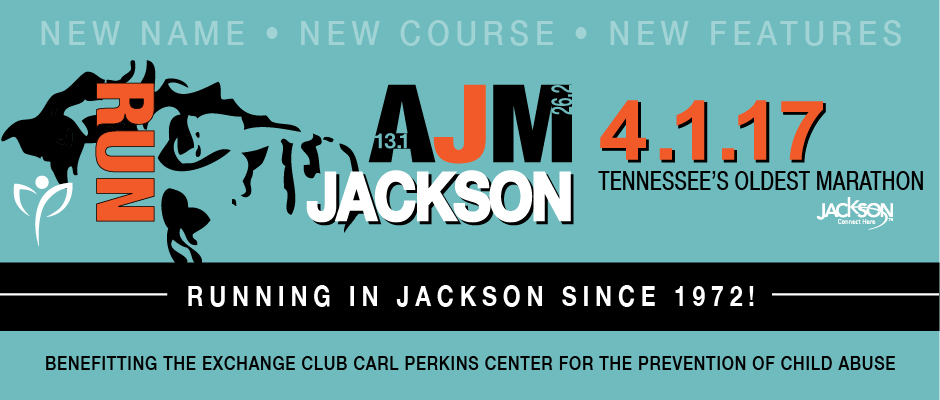 NEW NAME • NEW COURSE • NEW FEATURES
RUN
13.1
AJM
26.2
JACKSON
4.1.17
TENNESSEE'S OLDEST MARATHON
JACKSON
Connect Here
TM
RUNNING IN JACKSON SINCE 1972!
BENEFITTING THE EXCHANGE CLUB CARL PERKINS CENTER FOR THE PREVENTION OF CHILD ABUSE